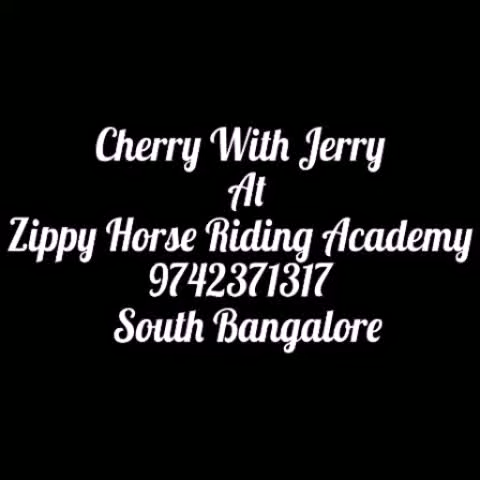 Cherry With Jerry
At
Zippy Horse Riding Academy
9742371317
South Bangalore